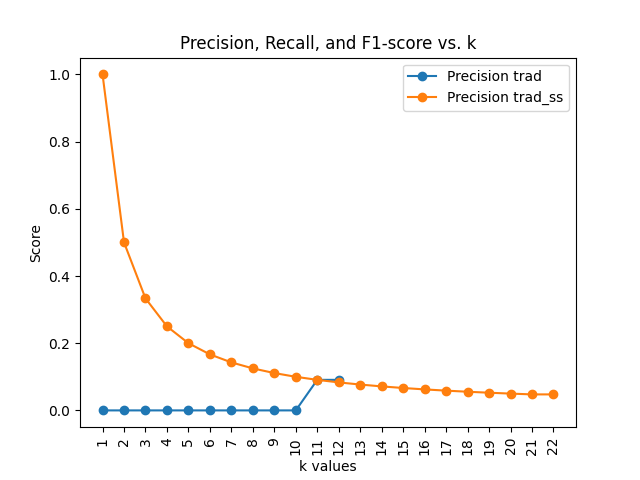 Precision, Recall, and F1-score vs. k
Precision trad
Precision trad_ss
Score
1.0
0.8
0.6
0.4
0.2
0.0
1 2 3 4 5 6 7 8 9 10 11 12 13 14 15 16 17 18 19 20 21 22
k values